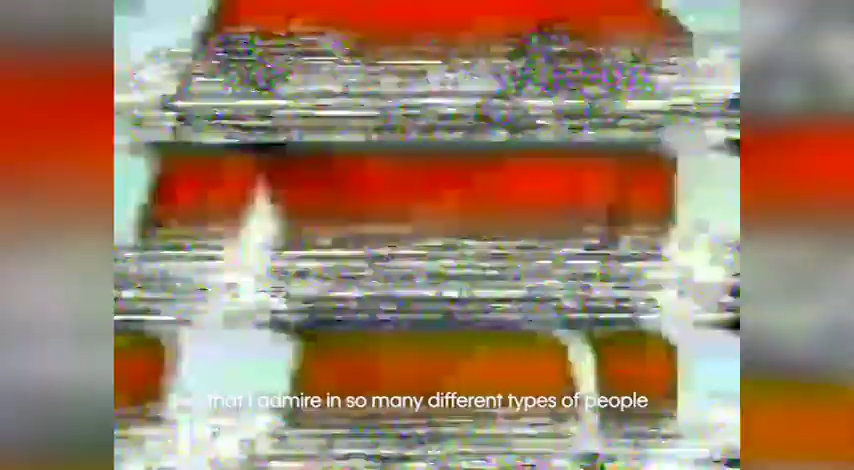 that I admire in so many different types of people